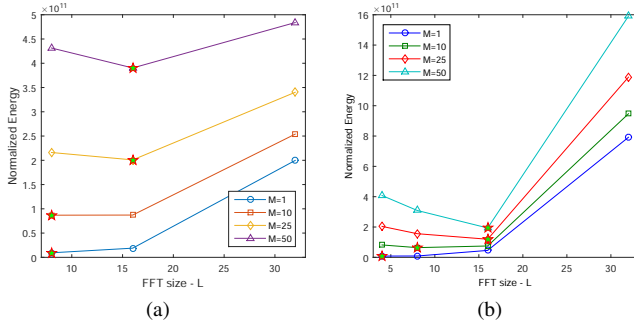 ×10^11
5
4.5
4
3.5
3
2.5
2
1.5
1
0.5
0
Normalized Energy
M=1
M=10
M=25
M=50
10 15 20 25 30
FFT size - L
(a)
×10^11
16
14
12
10
8
6
4
2
0
Normalized Energy
M=1
M=10
M=25
M=50
5 10 15 20 25 30
FFT size - L
(b)